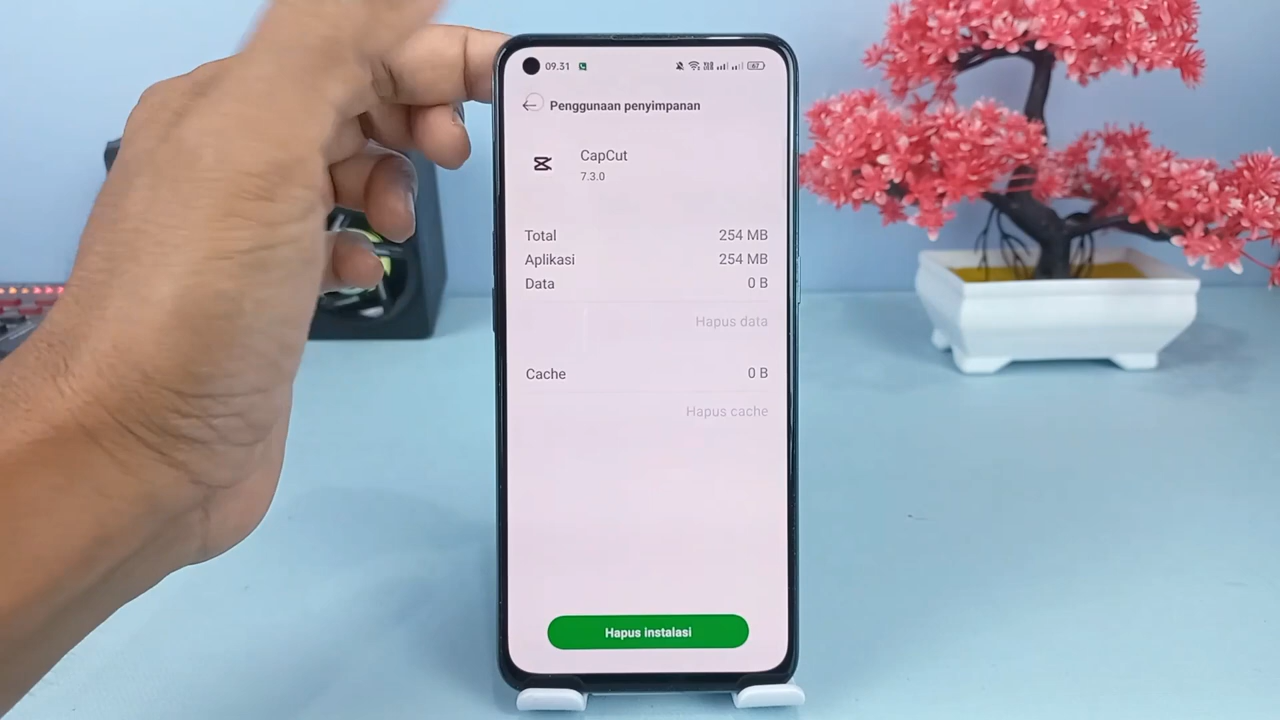 09.31
67
Penggunaan penyimpanan
CapCut
7.3.0
Total 254 MB
Aplikasi 254 MB
Data 0 B
Hapus data
Cache 0 B
Hapus cache
Hapus instalasi